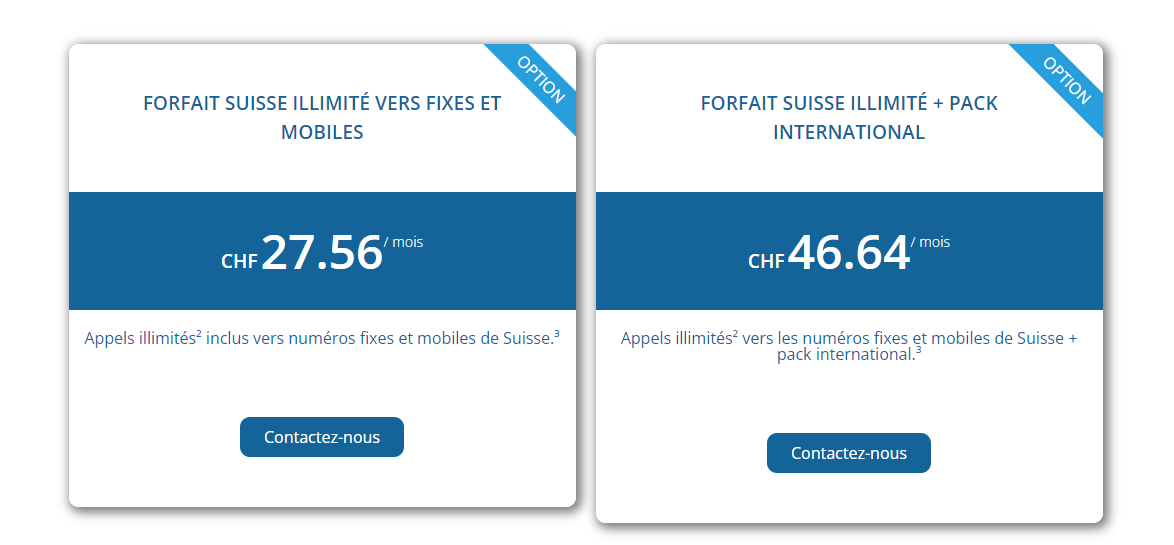 OPTION
FORFAIT SUISSE ILLIMITÉ VERS FIXES ET
MOBILES
CHF 27.56 / mois
Appels illimités² inclus vers numéros fixes et mobiles de Suisse.³
Contactez-nous
OPTION
FORFAIT SUISSE ILLIMITÉ + PACK
INTERNATIONAL
CHF 46.64 / mois
Appels illimités² vers les numéros fixes et mobiles de Suisse +
pack international.³
Contactez-nous